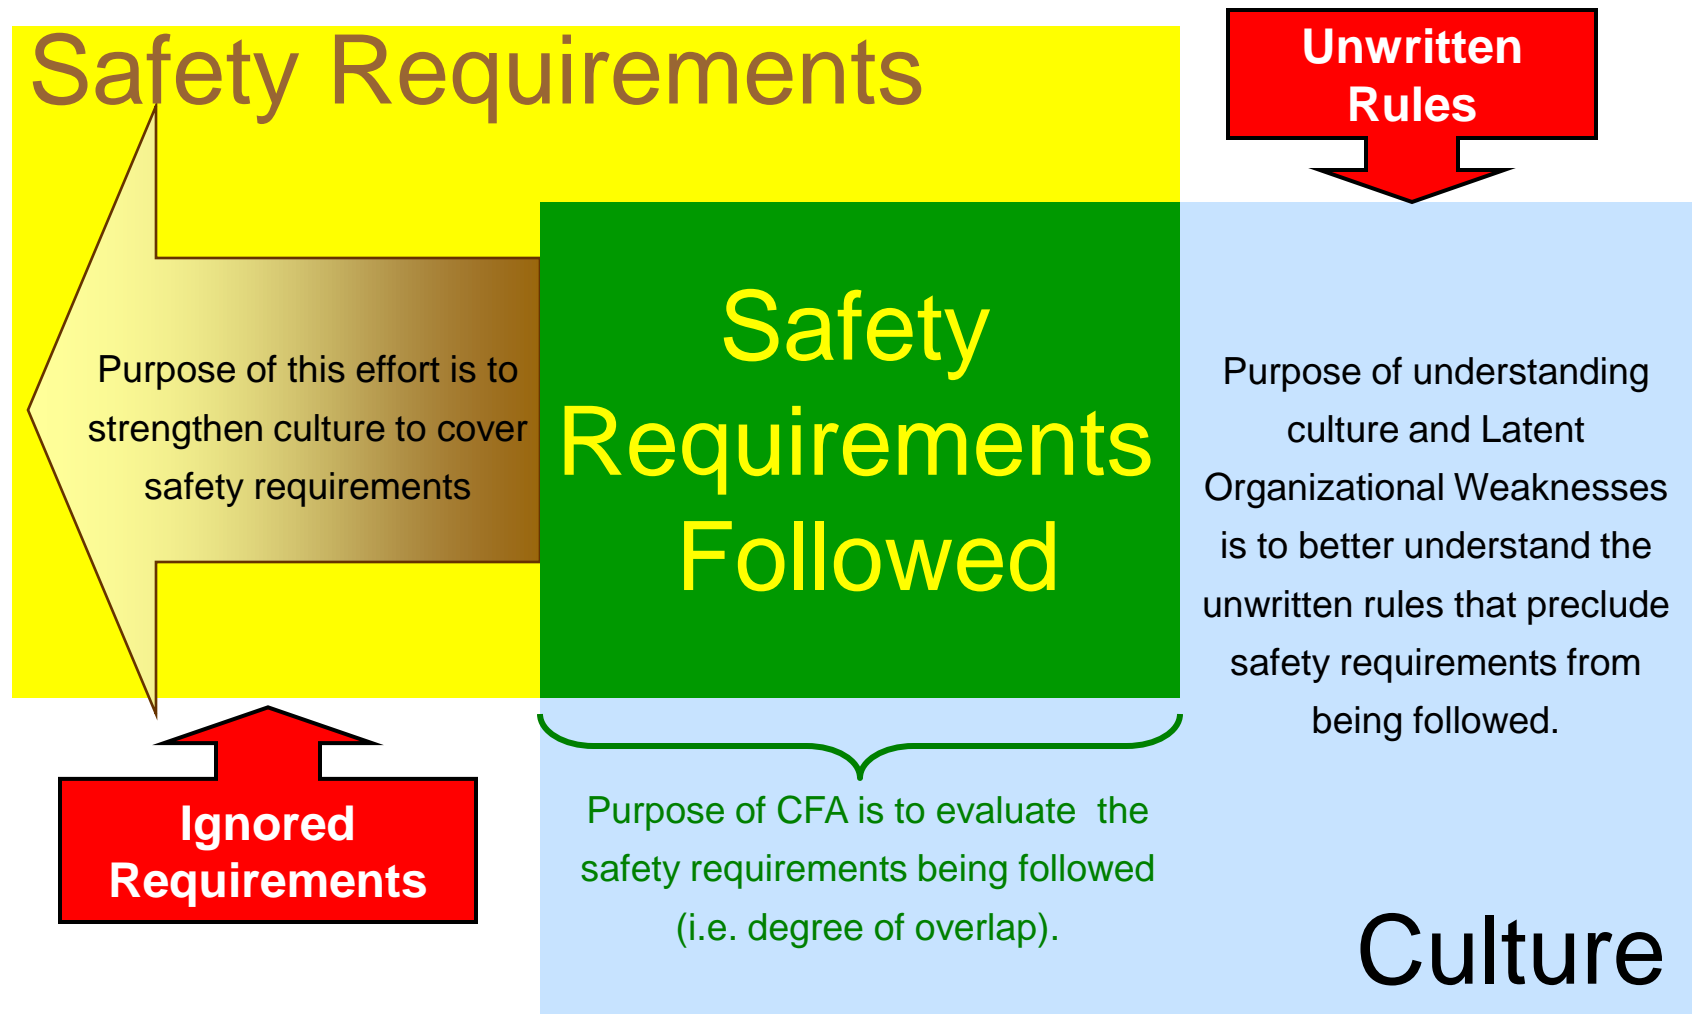 Safety Requirements
Unwritten
Rules
Purpose of this effort is to
strengthen culture to cover
safety requirements
Safety
Requirements
Followed
Purpose of understanding
culture and Latent
Organizational Weaknesses
is to better understand the
unwritten rules that preclude
safety requirements from
being followed.
Ignored
Requirements
Purpose of CFA is to evaluate  the
safety requirements being followed
(i.e. degree of overlap).
Culture